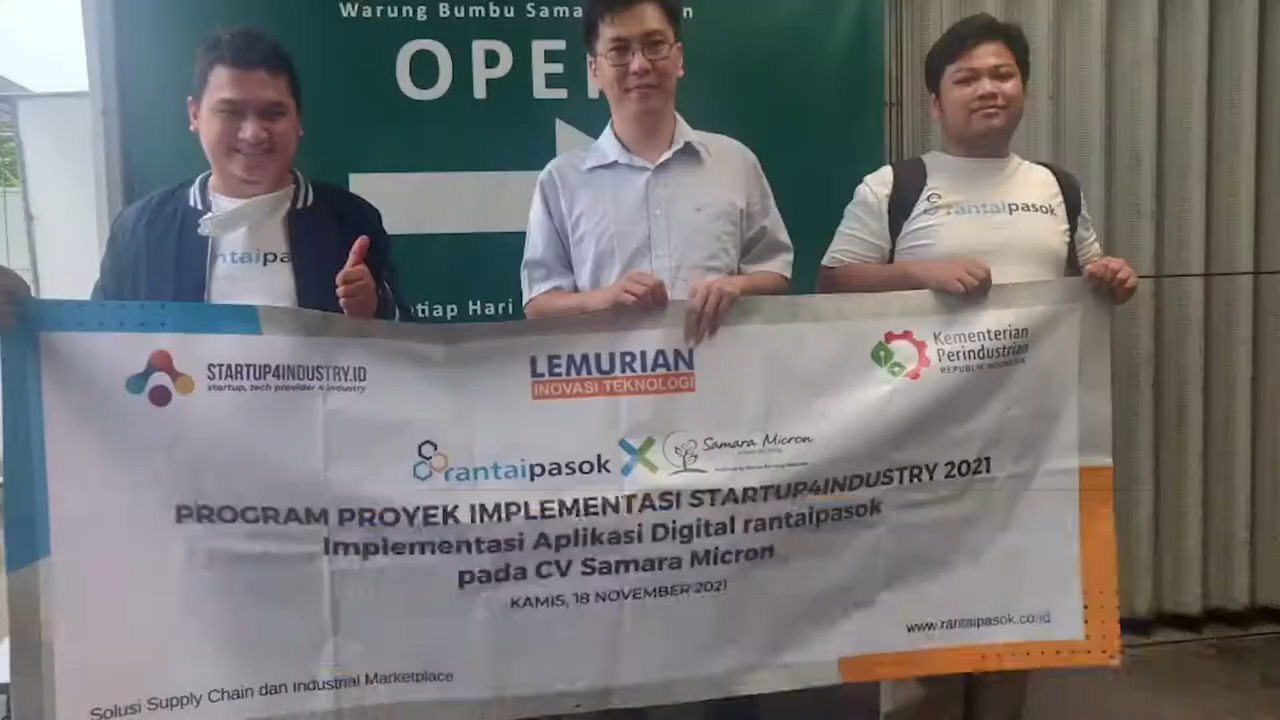 Warung Bumbu Sama
OPE
etiap Hari
ntaipa
rantaipasok
STARTUP4INDUSTRY.ID
startup, tech provider 4 industry
LEMURIAN
INOVASI TEKNOLOGI
Kementerian
Perindustrian
REPUBLIK INDONESIA
rantaipasok X Samara Micron
PROGRAM PROYEK IMPLEMENTASI STARTUP4INDUSTRY 2021
Implementasi Aplikasi Digital rantaipasok
pada CV Samara Micron
KAMIS, 18 NOVEMBER 2021
www.rantaipasok.co.id
Solusi Supply Chain dan Industrial Marketplace